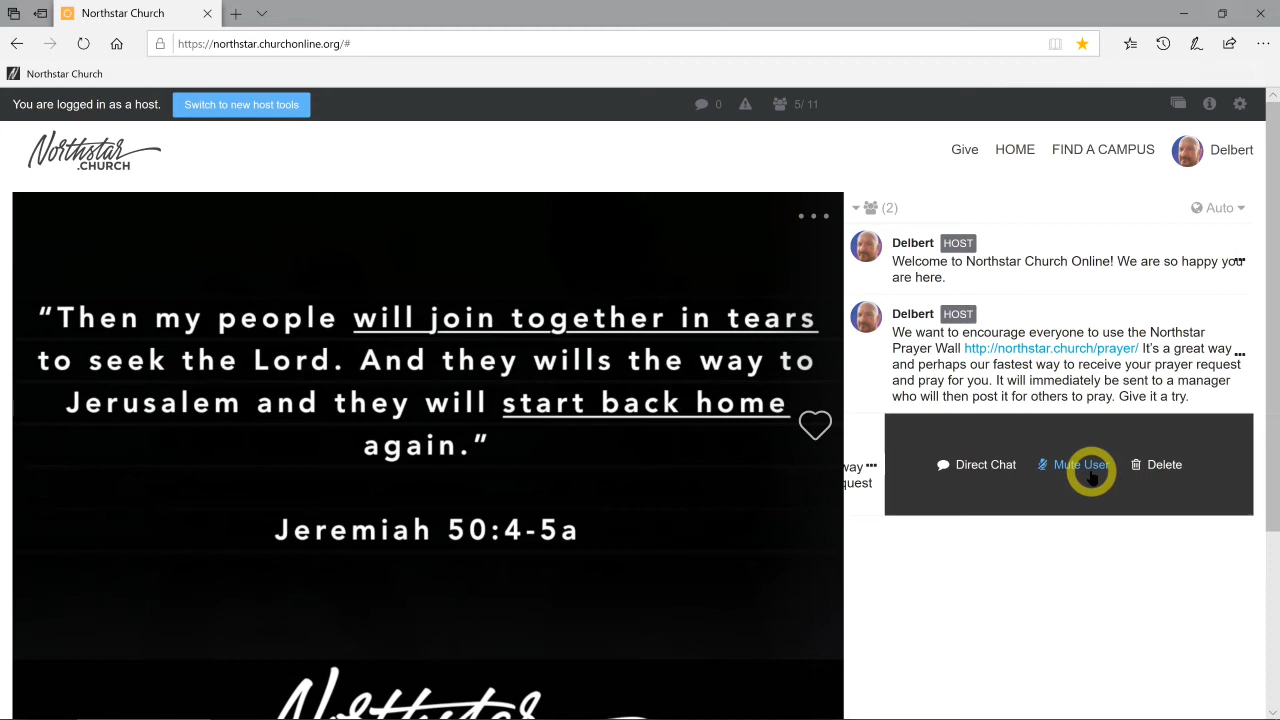 Northstar Church
https://northstar.churchonline.org/#
Northstar Church
You are logged in as a host.
Switch to new host tools
0
5/ 11
Northstar
.CHURCH
Give
HOME
FIND A CAMPUS
Delbert
“Then my people will join together in tears
to seek the Lord. And they wills the way to
Jerusalem and they will start back home
again.”
Jeremiah 50:4-5a
Northstar
(2)
Auto
Delbert HOST
Welcome to Northstar Church Online! We are so happy you
are here.
Delbert HOST
We want to encourage everyone to use the Northstar
Prayer Wall http://northstar.church/prayer/ It's a great way
and perhaps our fastest way to receive your prayer request
and pray for you. It will immediately be sent to a manager
who will then post it for others to pray. Give it a try.
way
quest
Direct Chat
Mute User
Delete